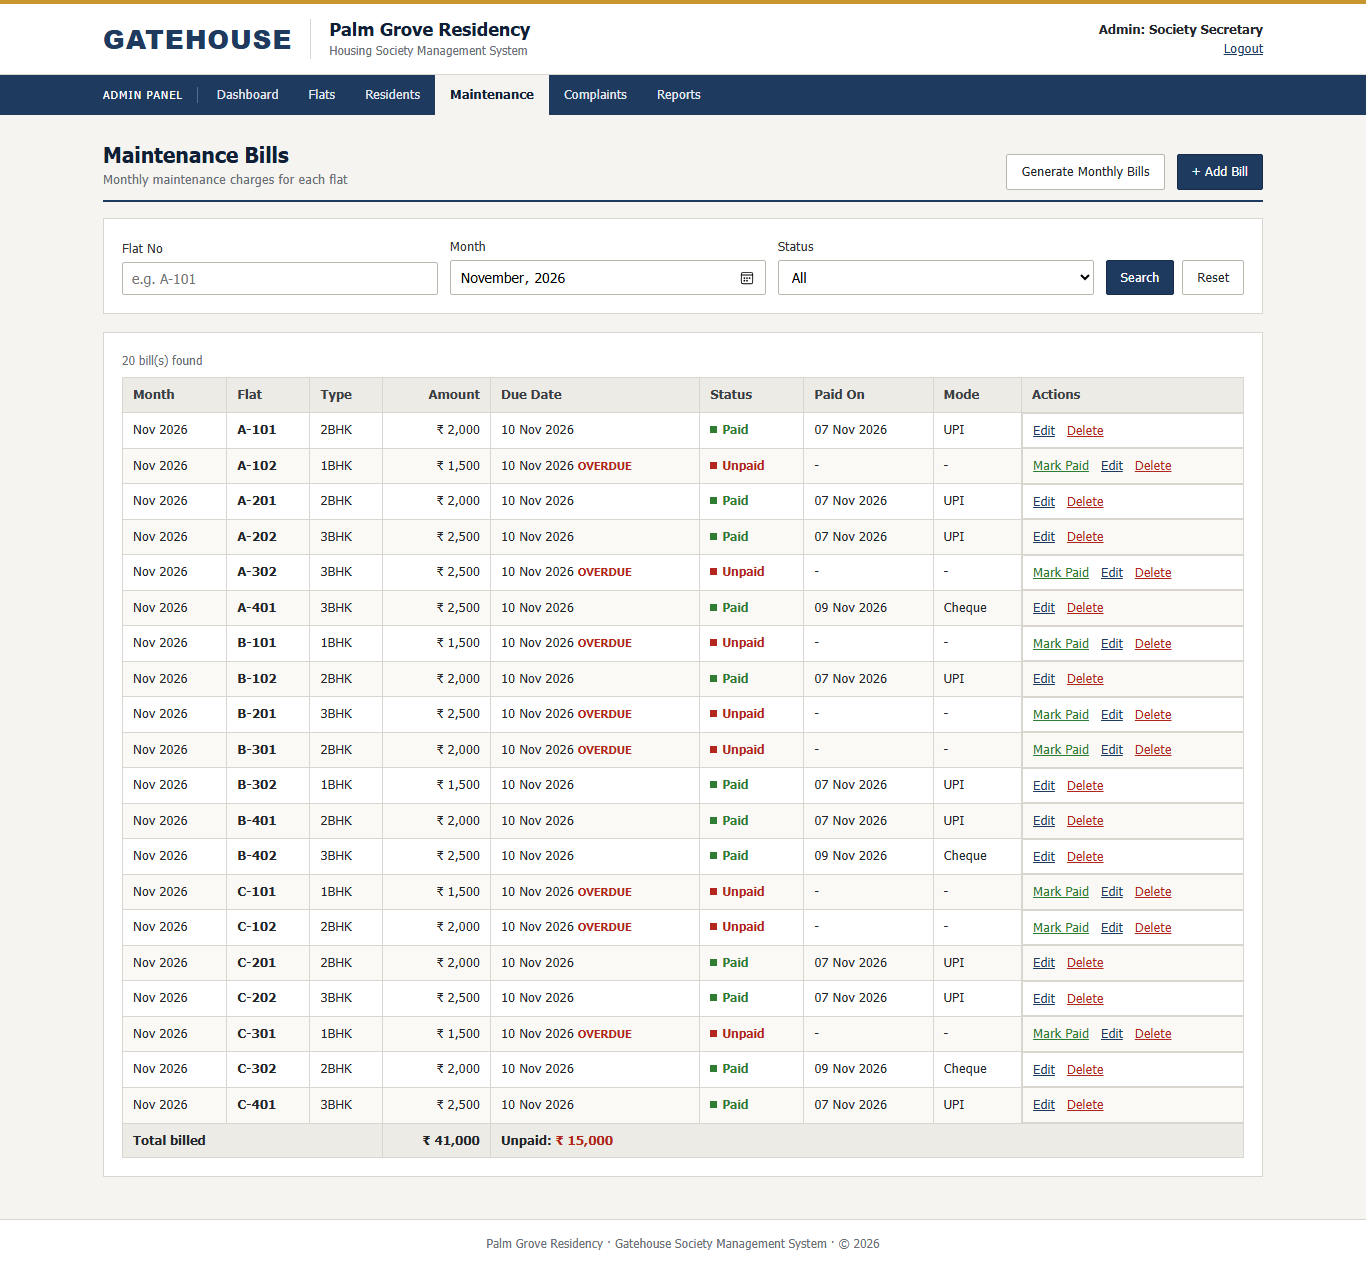 GATEHOUSE
Palm Grove Residency
Housing Society Management System
Admin: Society Secretary
Logout
ADMIN PANEL Dashboard Flats Residents Maintenance Complaints Reports
Maintenance Bills
Monthly maintenance charges for each flat
Generate Monthly Bills + Add Bill
Flat No Month Status
e.g. A-101 November, 2026 All Search Reset
20 bill(s) found
Month Flat Type Amount Due Date Status Paid On Mode Actions
Nov 2026 A-101 2BHK ₹ 2,000 10 Nov 2026 Paid 07 Nov 2026 UPI Edit Delete
Nov 2026 A-102 1BHK ₹ 1,500 10 Nov 2026 OVERDUE Unpaid - - Mark Paid Edit Delete
Nov 2026 A-201 2BHK ₹ 2,000 10 Nov 2026 Paid 07 Nov 2026 UPI Edit Delete
Nov 2026 A-202 3BHK ₹ 2,500 10 Nov 2026 Paid 07 Nov 2026 UPI Edit Delete
Nov 2026 A-302 3BHK ₹ 2,500 10 Nov 2026 OVERDUE Unpaid - - Mark Paid Edit Delete
Nov 2026 A-401 3BHK ₹ 2,500 10 Nov 2026 Paid 09 Nov 2026 Cheque Edit Delete
Nov 2026 B-101 1BHK ₹ 1,500 10 Nov 2026 OVERDUE Unpaid - - Mark Paid Edit Delete
Nov 2026 B-102 2BHK ₹ 2,000 10 Nov 2026 Paid 07 Nov 2026 UPI Edit Delete
Nov 2026 B-201 3BHK ₹ 2,500 10 Nov 2026 OVERDUE Unpaid - - Mark Paid Edit Delete
Nov 2026 B-301 2BHK ₹ 2,000 10 Nov 2026 OVERDUE Unpaid - - Mark Paid Edit Delete
Nov 2026 B-302 1BHK ₹ 1,500 10 Nov 2026 Paid 07 Nov 2026 UPI Edit Delete
Nov 2026 B-401 2BHK ₹ 2,000 10 Nov 2026 Paid 07 Nov 2026 UPI Edit Delete
Nov 2026 B-402 3BHK ₹ 2,500 10 Nov 2026 Paid 09 Nov 2026 Cheque Edit Delete
Nov 2026 C-101 1BHK ₹ 1,500 10 Nov 2026 OVERDUE Unpaid - - Mark Paid Edit Delete
Nov 2026 C-102 2BHK ₹ 2,000 10 Nov 2026 OVERDUE Unpaid - - Mark Paid Edit Delete
Nov 2026 C-201 2BHK ₹ 2,000 10 Nov 2026 Paid 07 Nov 2026 UPI Edit Delete
Nov 2026 C-202 3BHK ₹ 2,500 10 Nov 2026 Paid 07 Nov 2026 UPI Edit Delete
Nov 2026 C-301 1BHK ₹ 1,500 10 Nov 2026 OVERDUE Unpaid - - Mark Paid Edit Delete
Nov 2026 C-302 2BHK ₹ 2,000 10 Nov 2026 Paid 09 Nov 2026 Cheque Edit Delete
Nov 2026 C-401 3BHK ₹ 2,500 10 Nov 2026 Paid 07 Nov 2026 UPI Edit Delete
Total billed ₹ 41,000 Unpaid: ₹ 15,000
Palm Grove Residency · Gatehouse Society Management System · © 2026